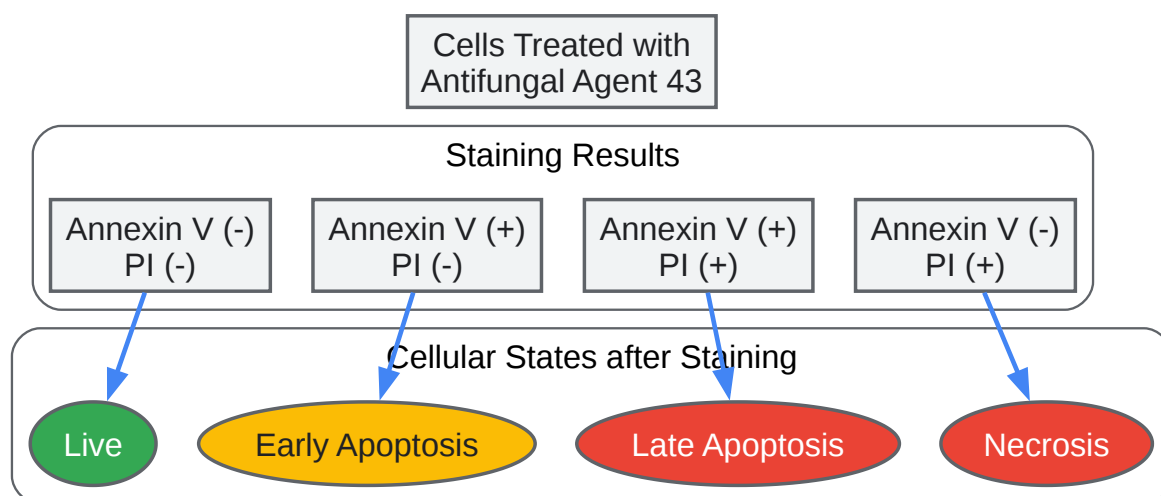 Cells Treated with
Antifungal Agent 43
Staining Results
Annexin V (-)
PI (-)
Annexin V (+)
PI (-)
Annexin V (+)
PI (+)
Annexin V (-)
PI (+)
Cellular States after Staining
Live
Early Apoptosis
Late Apoptosis
Necrosis